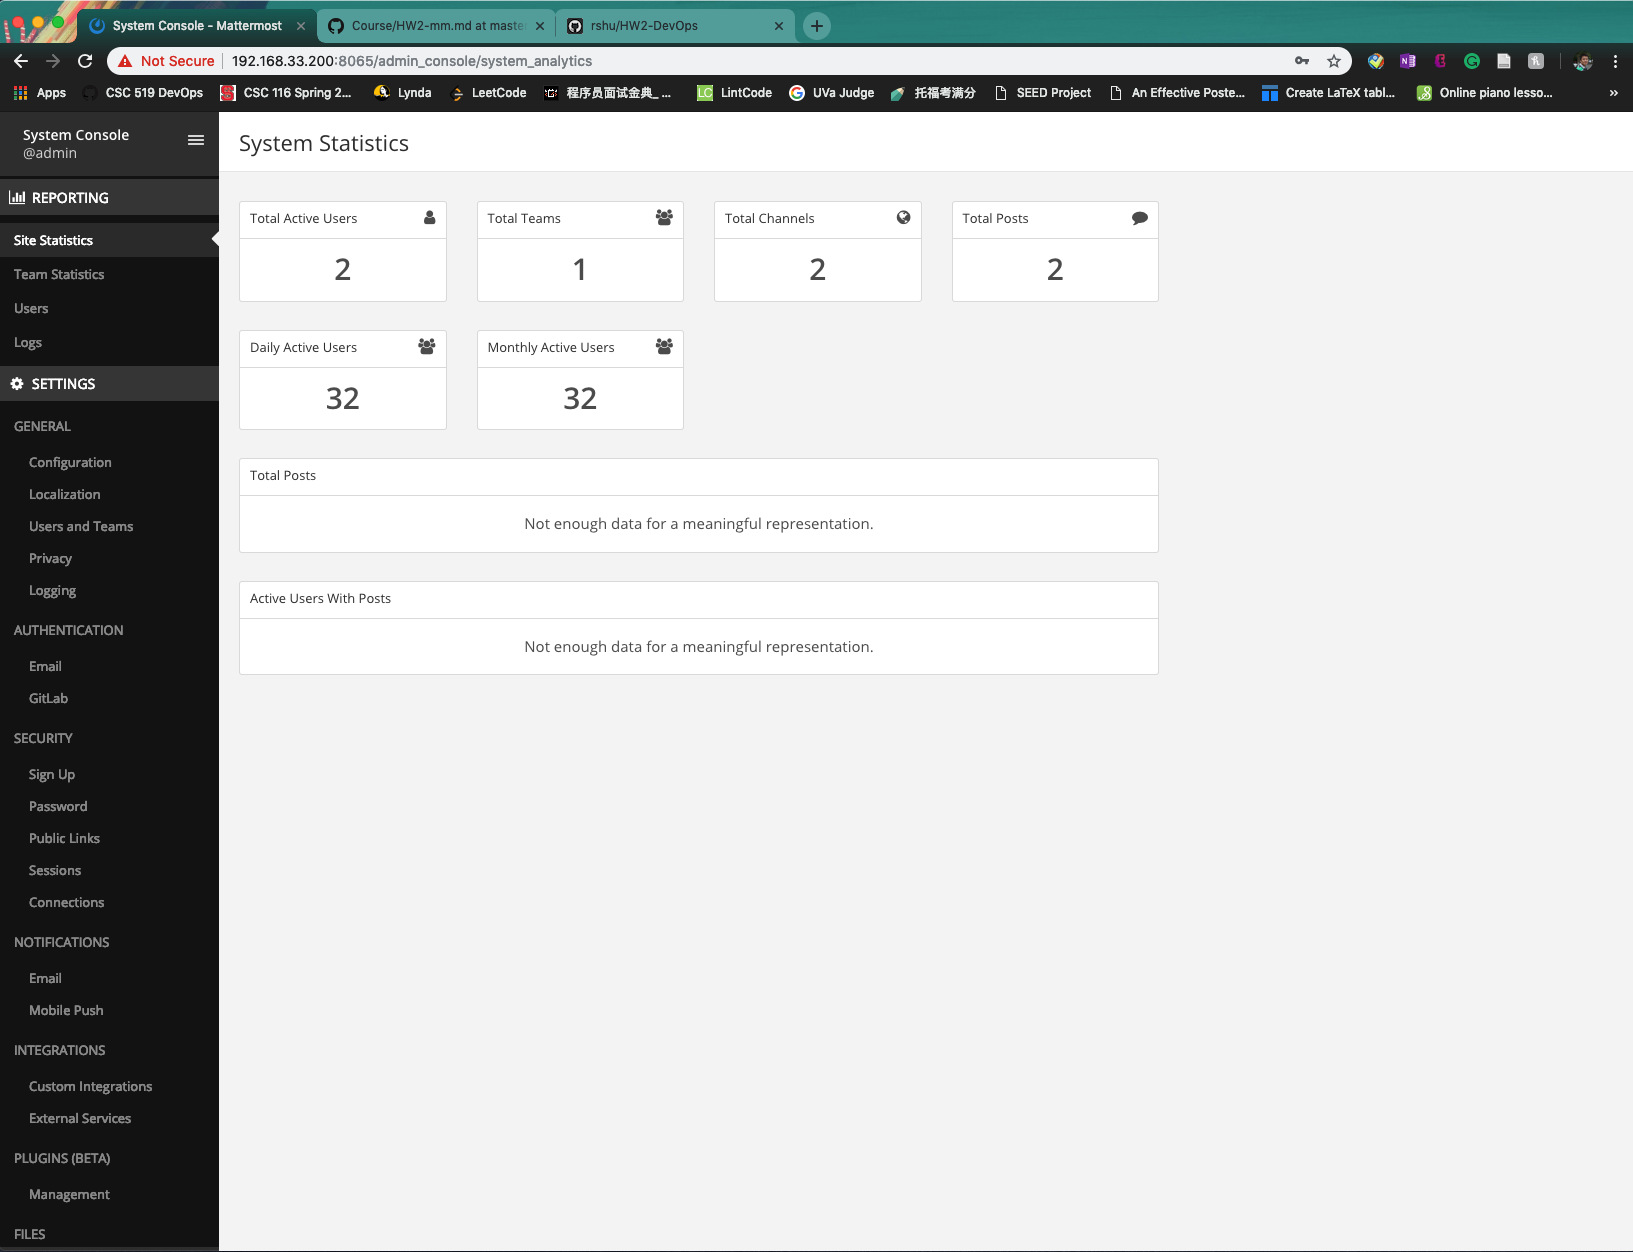 System Console - Mattermost
Course/HW2-mm.md at maste
rshu/HW2-DevOps
Not Secure 192.168.33.200:8065/admin_console/system_analytics
Apps CSC 519 DevOps CSC 116 Spring 2... Lynda LeetCode 程序员面试金典_ ... LC LintCode UVa Judge 托福考满分 SEED Project An Effective Poste... Create LaTeX tabl... Online piano lesso... »
System Console
@admin
REPORTING
Site Statistics
Team Statistics
Users
Logs
SETTINGS
GENERAL
Configuration
Localization
Users and Teams
Privacy
Logging
AUTHENTICATION
Email
GitLab
SECURITY
Sign Up
Password
Public Links
Sessions
Connections
NOTIFICATIONS
Email
Mobile Push
INTEGRATIONS
Custom Integrations
External Services
PLUGINS (BETA)
Management
FILES
System Statistics
Total Active Users
2
Total Teams
1
Total Channels
2
Total Posts
2
Daily Active Users
32
Monthly Active Users
32
Total Posts
Not enough data for a meaningful representation.
Active Users With Posts
Not enough data for a meaningful representation.